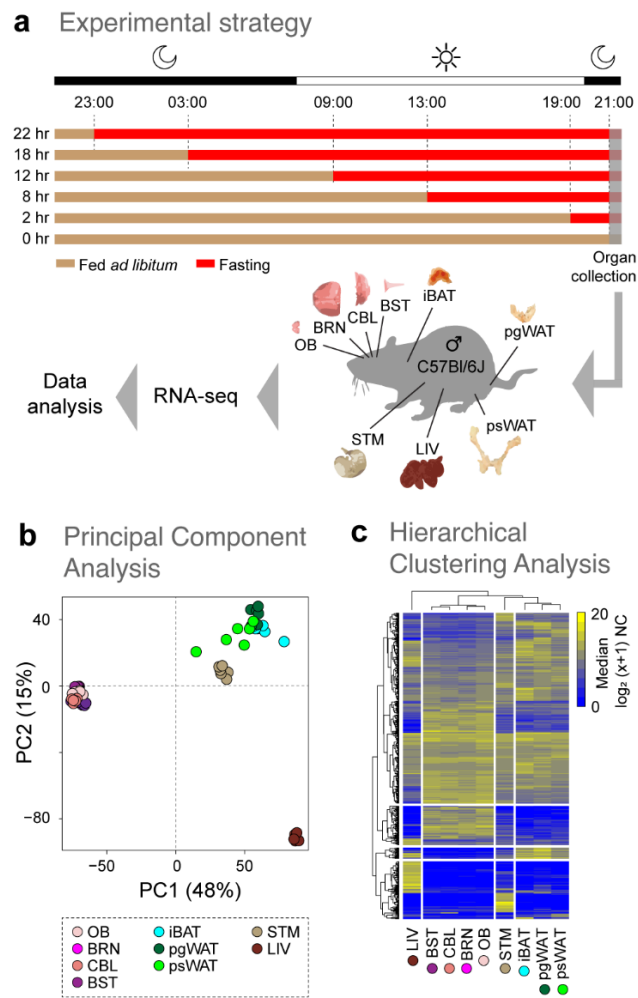 a Experimental strategy
23:00 03:00 09:00 13:00 19:00 21:00
22 hr
18 hr
12 hr
8 hr
2 hr
0 hr
Fed ad libitum Fasting
Organ
collection
OB
BRN
CBL
BST
iBAT
pgWAT
C57Bl/6J
STM
LIV
psWAT
RNA-seq
Data
analysis
b Principal Component
Analysis
PC2 (15%)
40
0
−80
−50 0 50
PC1 (48%)
OB iBAT STM
BRN pgWAT LIV
CBL psWAT
BST
c Hierarchical
Clustering Analysis
20
0
Median
log₂ (x+1) NC
LIV
BST
CBL
BRN
OB
STM
iBAT
pgWAT
psWAT